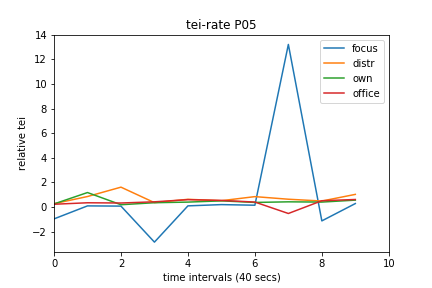 tei-rate P05
14
12
10
8
6
4
2
0
−2
relative tei
0 2 4 6 8 10
time intervals (40 secs)
focus
distr
own
office